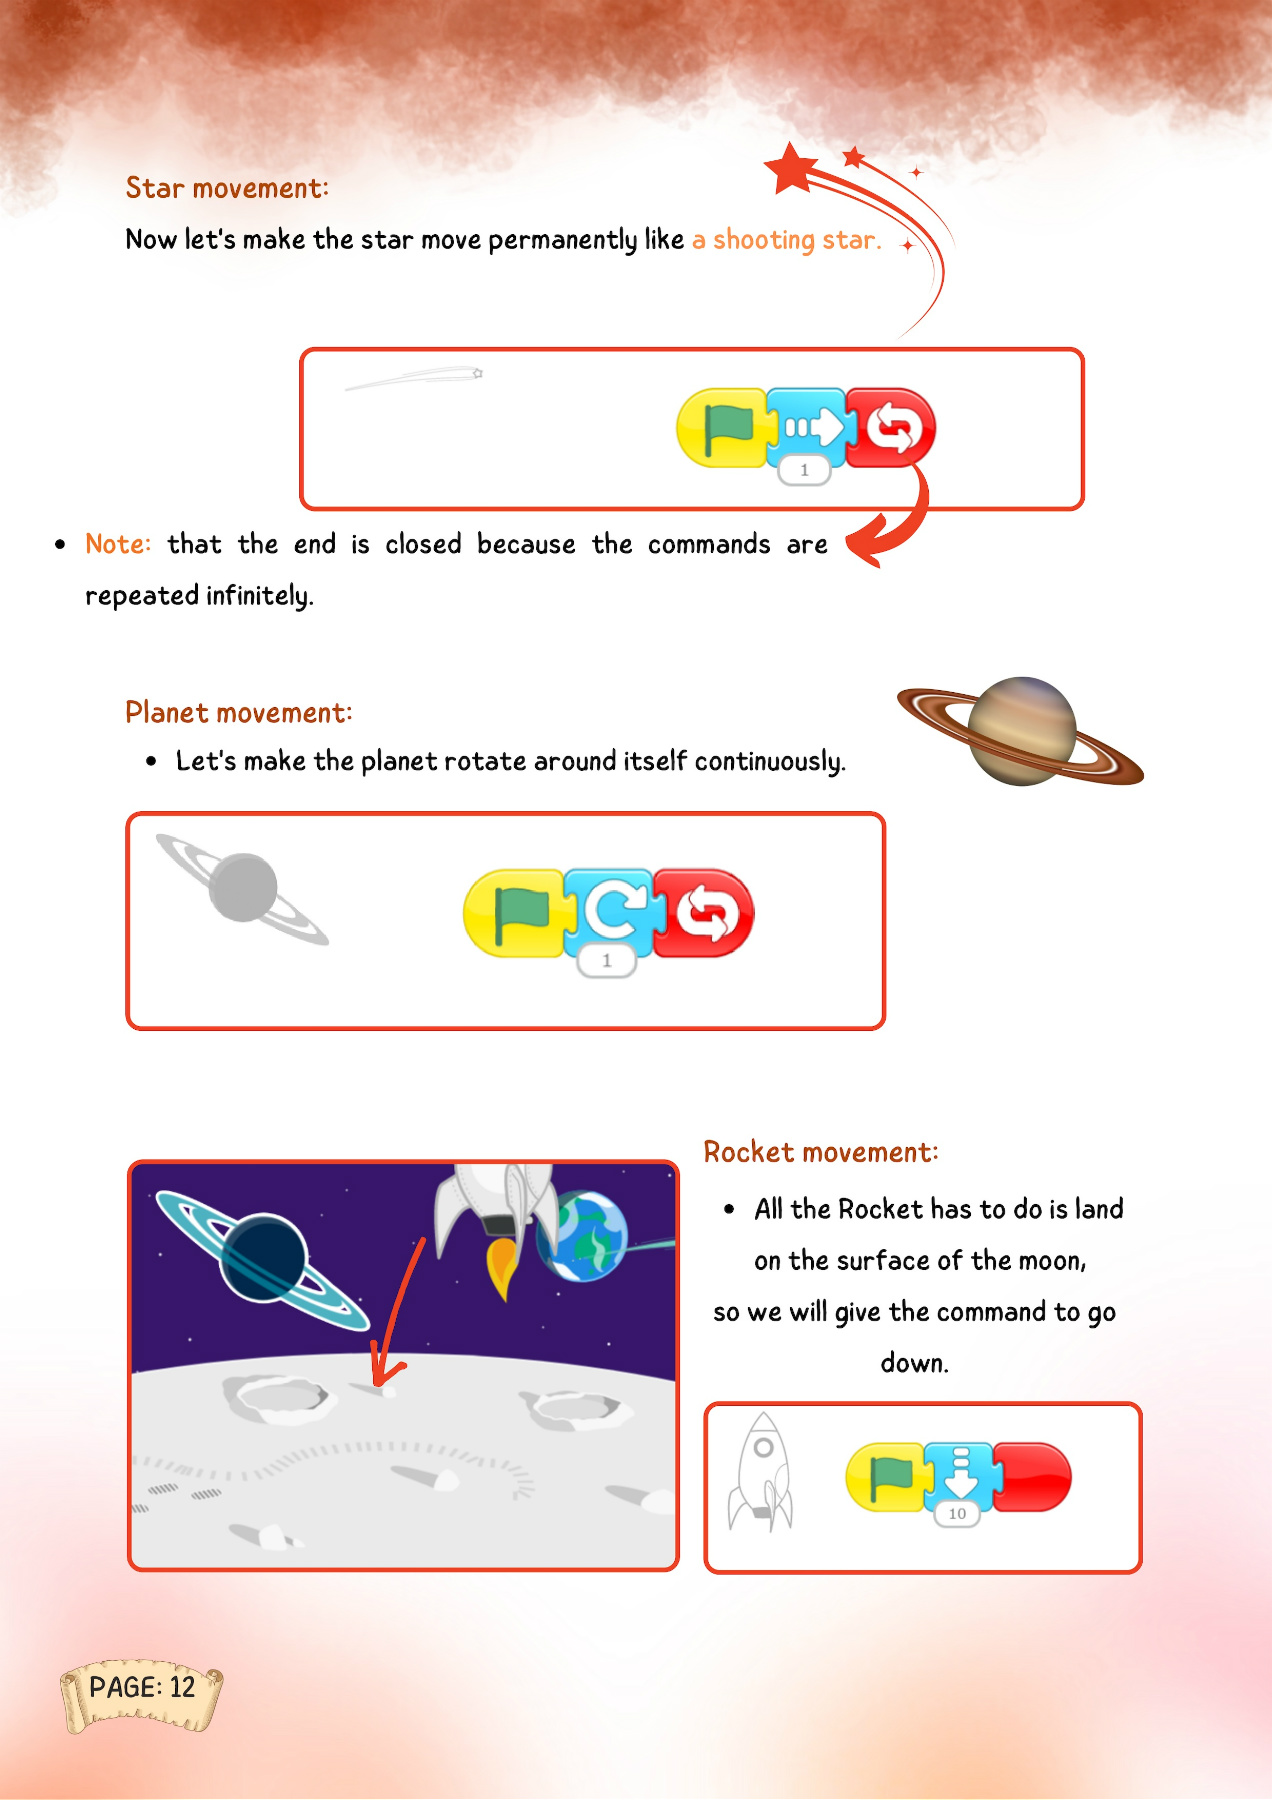 Star movement:
Now let's make the star move permanently like a shooting star.
1
Note: that the end is closed because the commands are
repeated infinitely.
Planet movement:
Let's make the planet rotate around itself continuously.
1
Rocket movement:
All the Rocket has to do is land
on the surface of the moon,
so we will give the command to go
down.
10
PAGE: 12